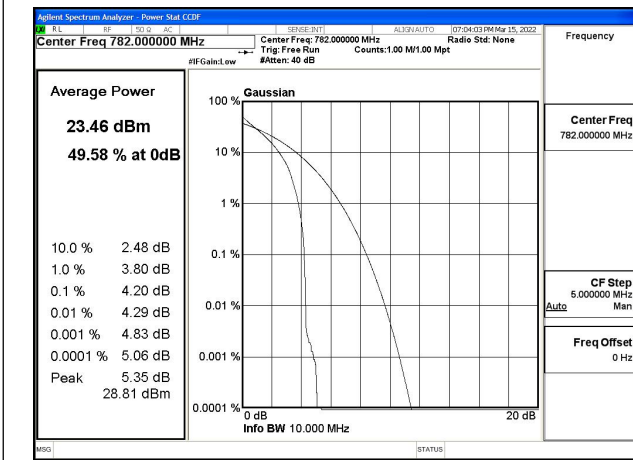 Agilent Spectrum Analyzer - Power Stat CCDF
RL RF 50 Ω AC SENSE:INT ALIGN AUTO 07:04:03 PM Mar 15, 2022
Center Freq 782.000000 MHz
Center Freq: 782.000000 MHz Radio Std: None
Trig: Free Run Counts:1.00 M/1.00 Mpt
#IFGain:Low #Atten: 40 dB
Frequency
Average Power
23.46 dBm
49.58 % at 0dB
10.0 % 2.48 dB
1.0 % 3.80 dB
0.1 % 4.20 dB
0.01 % 4.29 dB
0.001 % 4.83 dB
0.0001 % 5.06 dB
Peak 5.35 dB
28.81 dBm
Gaussian
100 %
10 %
1 %
0.1 %
0.01 %
0.001 %
0.0001 %
0 dB 20 dB
Info BW 10.000 MHz
Center Freq
782.000000 MHz
CF Step
5.000000 MHz
Auto Man
Freq Offset
0 Hz
MSG STATUS